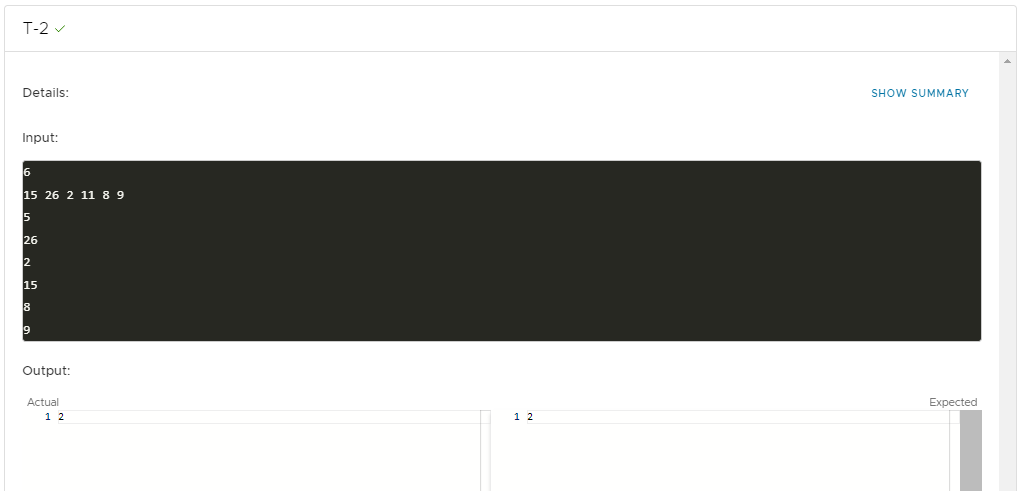 T-2
Details:
SHOW SUMMARY
Input:
6
15 26 2 11 8 9
5
26
2
15
8
9
Output:
Actual
Expected
1 2
1 2